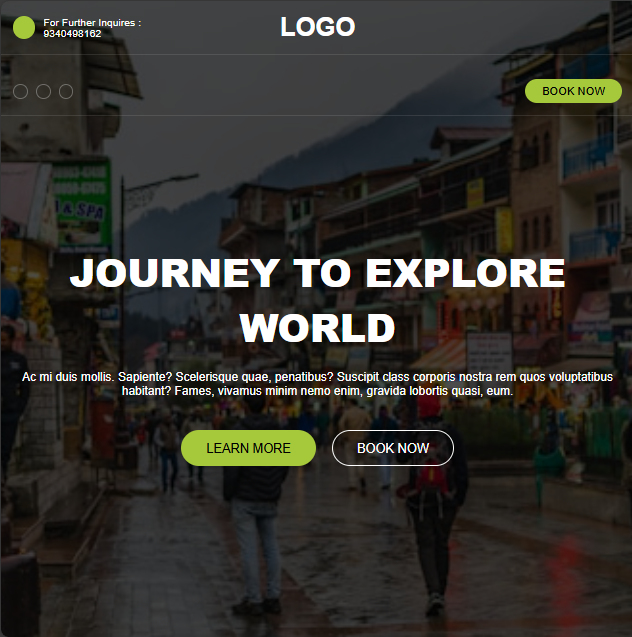 For Further Inquires :
9340498162
LOGO
BOOK NOW
& SPA
JOURNEY TO EXPLORE
WORLD
Ac mi duis mollis. Sapiente? Scelerisque quae, penatibus? Suscipit class corporis nostra rem quos voluptatibus
habitant? Fames, vivamus minim nemo enim, gravida lobortis quasi, eum.
LEARN MORE
BOOK NOW